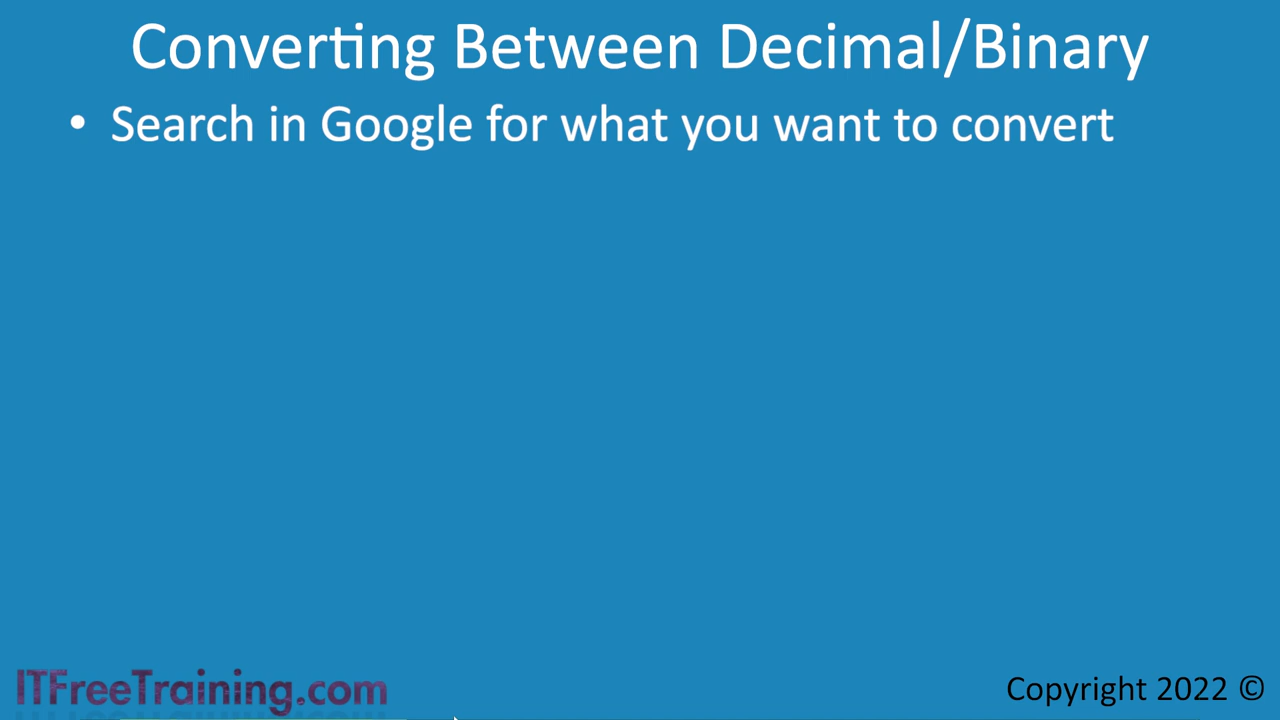 Converting Between Decimal/Binary
• Search in Google for what you want to convert
ITFreeTraining.com
Copyright 2022 ©